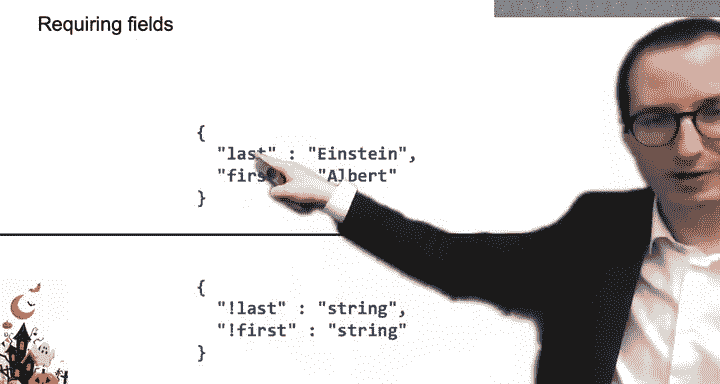 Requiring fields
{
"last" : "Einstein",
"firs "Albert"
}
{
"!last" : "string",
"!first" : "string"
}